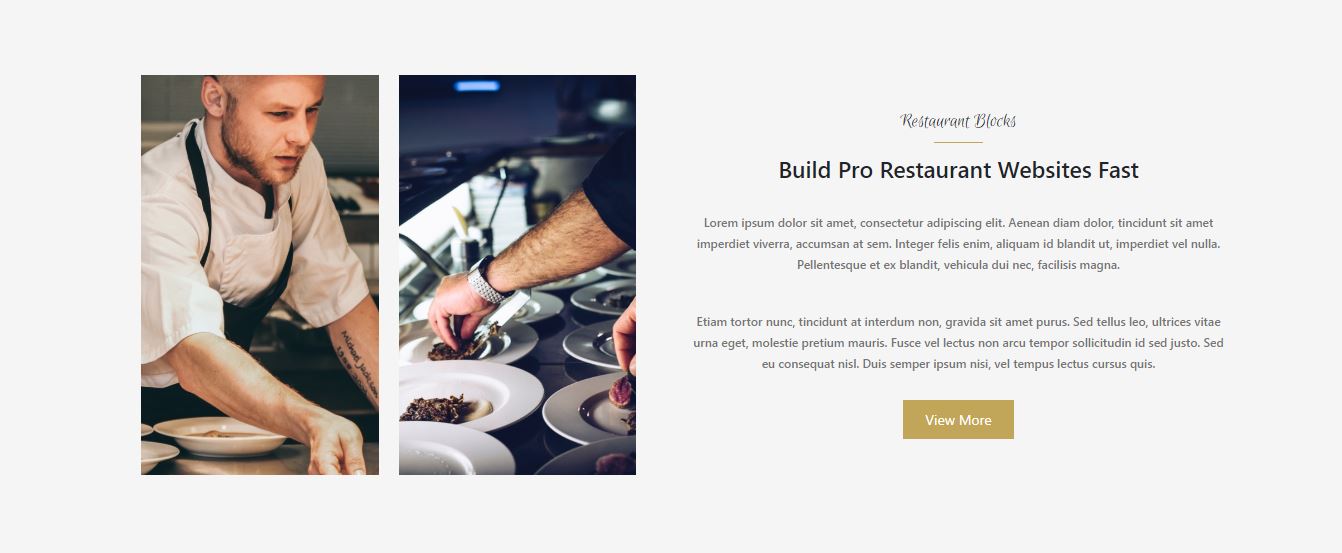 Restaurant Blocks
Build Pro Restaurant Websites Fast
Lorem ipsum dolor sit amet, consectetur adipiscing elit. Aenean diam dolor, tincidunt sit amet
imperdiet viverra, accumsan at sem. Integer felis enim, aliquam id blandit ut, imperdiet vel nulla.
Pellentesque et ex blandit, vehicula dui nec, facilisis magna.
Etiam tortor nunc, tincidunt at interdum non, gravida sit amet purus. Sed tellus leo, ultrices vitae
urna eget, molestie pretium mauris. Fusce vel lectus non arcu tempor sollicitudin id sed justo. Sed
eu consequat nisl. Duis semper ipsum nisi, vel tempus lectus cursus quis.
View More
Michael Jackson